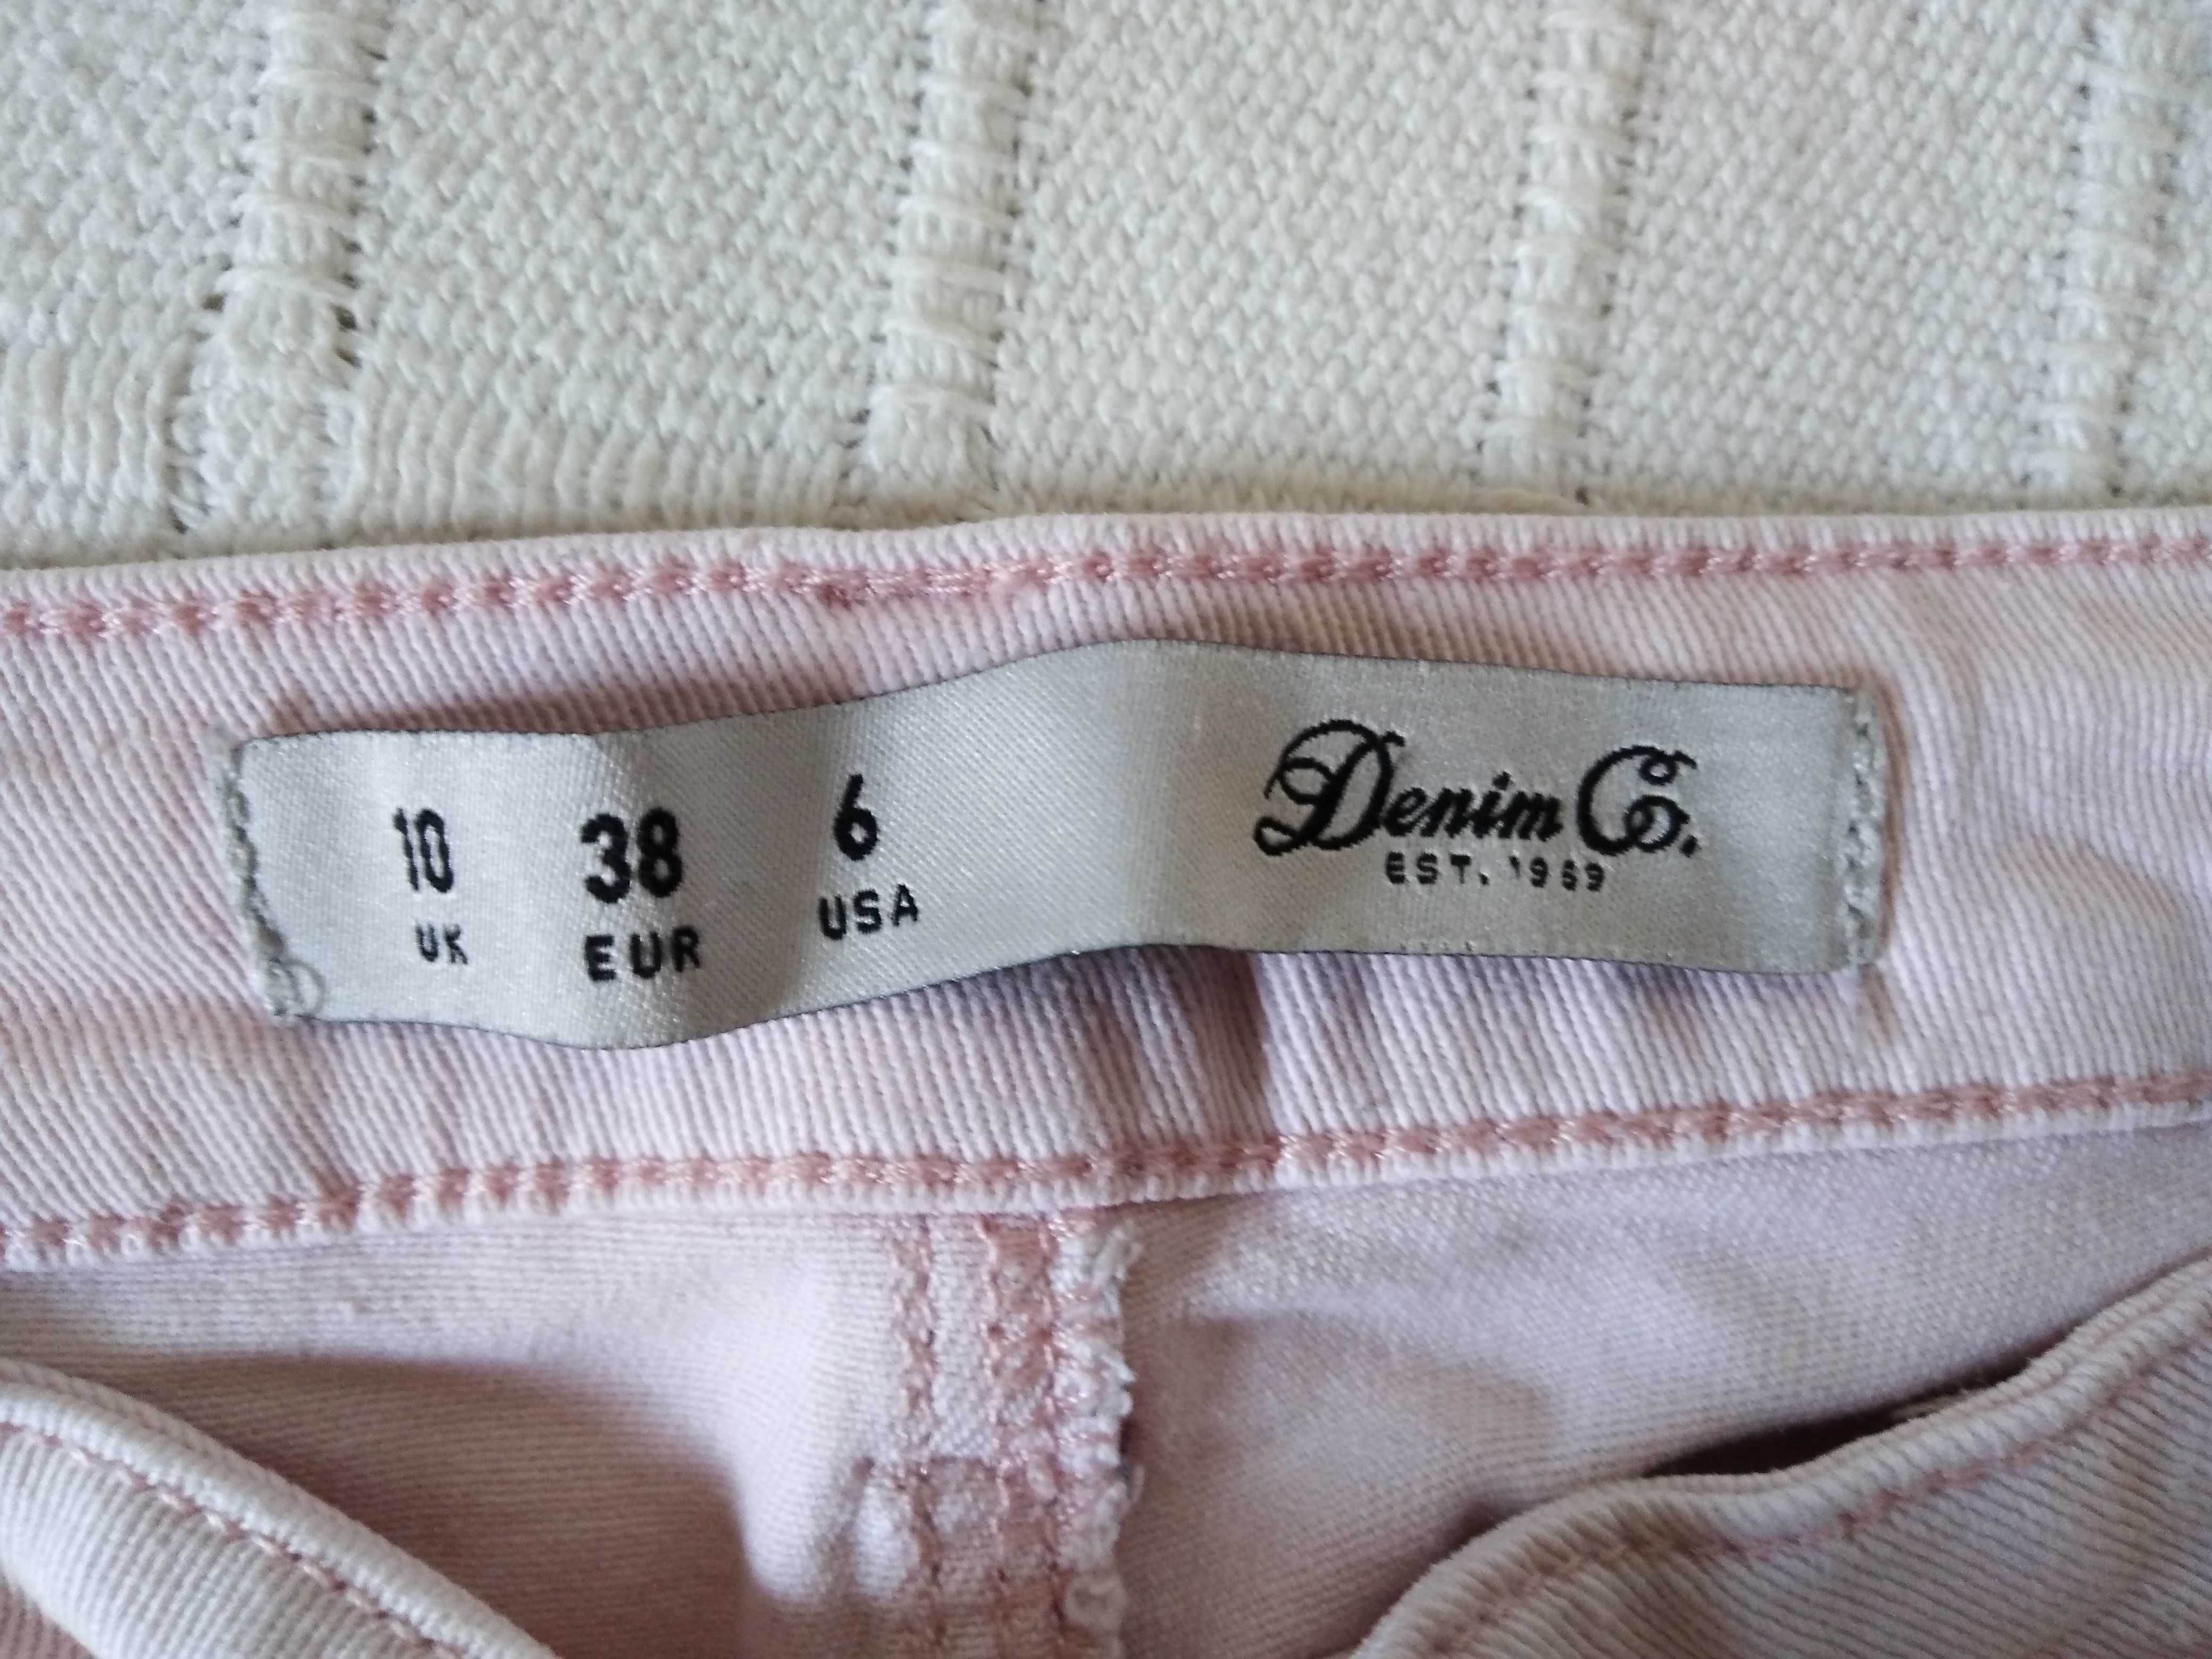 10 38 6
UK EUR USA
Denim Co.
EST. 1969